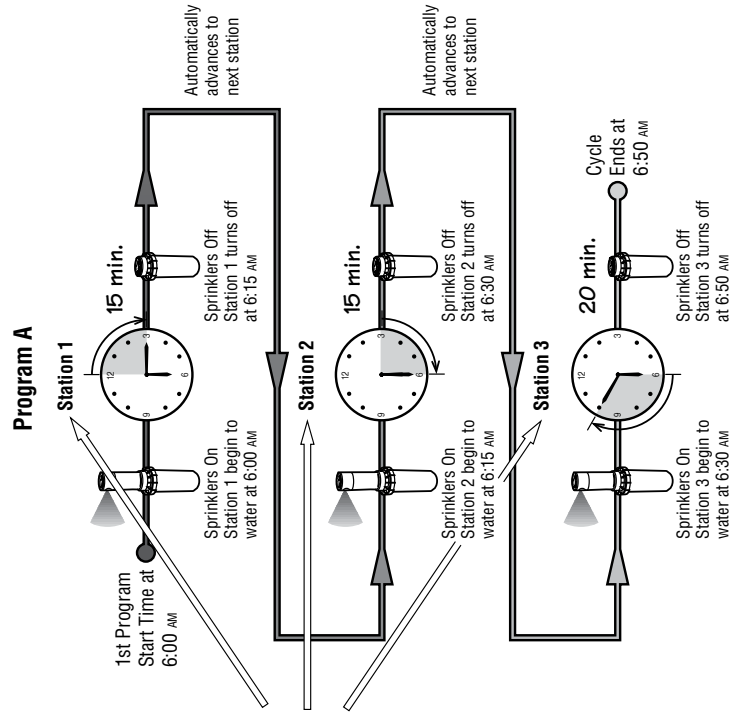 Program A
Station 1
1st Program
Start Time at
6:00 AM
12
3
6
9
15 min.
Sprinklers On
Station 1 begin to
water at 6:00 AM
Sprinklers Off
Station 1 turns off
at 6:15 AM
Automatically
advances to
next station
Station 2
12
3
6
9
15 min.
Sprinklers On
Station 2 begin to
water at 6:15 AM
Sprinklers Off
Station 2 turns off
at 6:30 AM
Automatically
advances to
next station
Station 3
12
3
6
9
20 min.
Sprinklers On
Station 3 begin to
water at 6:30 AM
Sprinklers Off
Station 3 turns off
at 6:50 AM
Cycle
Ends at
6:50 AM